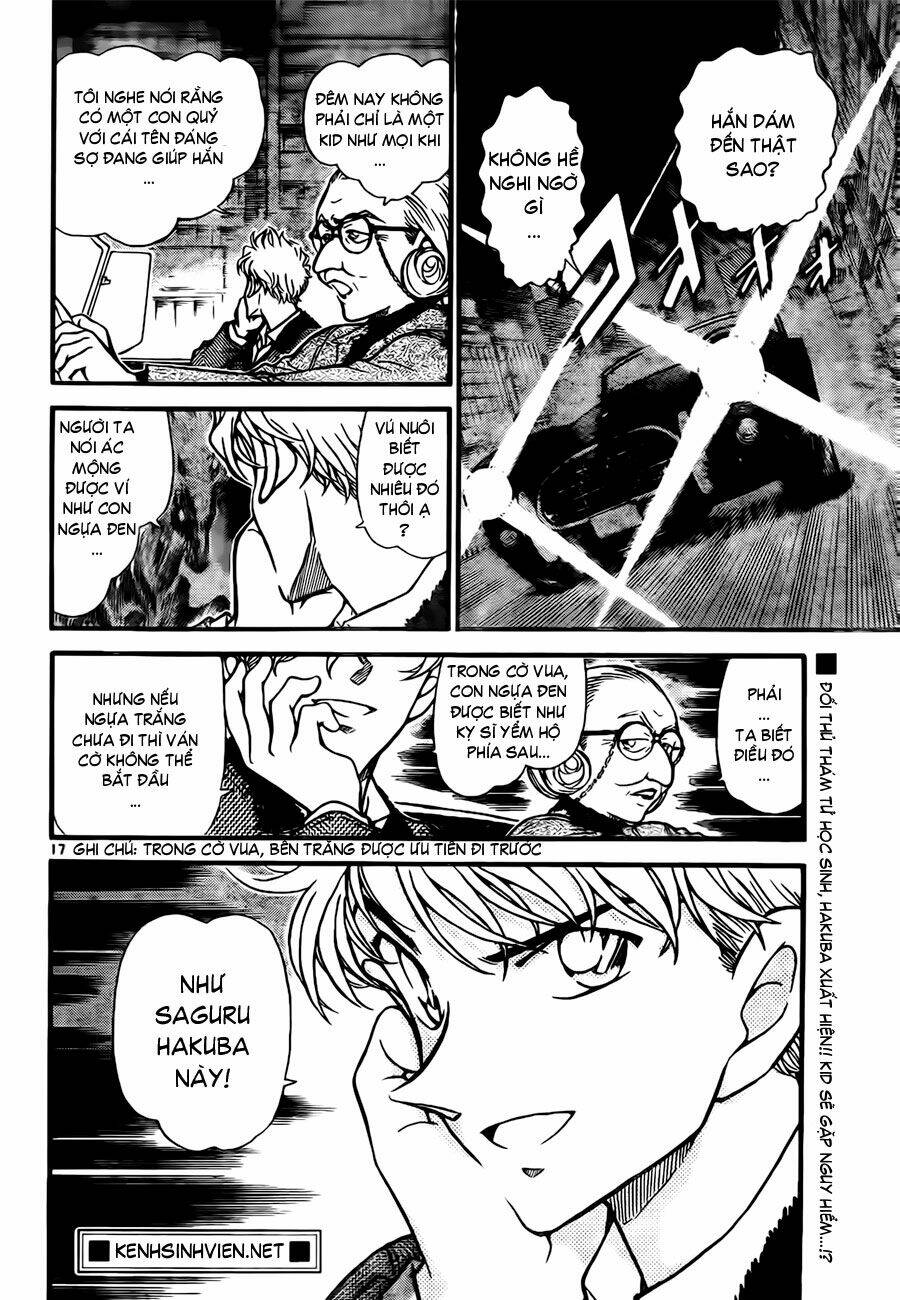 HẮN DÁM
ĐẾN THẬT
SAO?
KHÔNG HỀ
NGHI NGỜ
GÌ
...
ĐÊM NAY KHÔNG
PHẢI CHỈ LÀ MỘT
KID NHƯ MỌI KHI
...
TÔI NGHE NÓI RẰNG
CÓ MỘT CON QUỶ
VỚI CÁI TÊN ĐÁNG
SỢ ĐANG GIÚP HẮN
...
VÚ NUÔI
BIẾT
ĐƯỢC
NHIÊU ĐÓ
THÔI Ạ
?
NGƯỜI TA
NÓI ÁC
MỘNG
ĐƯỢC VÍ
NHƯ CON
NGỰA ĐEN
...
PHẢI
...
TA BIẾT
ĐIỀU ĐÓ
...
TRONG CỜ VUA,
CON NGỰA ĐEN
ĐƯỢC BIẾT NHƯ
KỴ SĨ YỂM HỘ
PHÍA SAU...
NHƯNG NẾU
NGỰA TRẮNG
CHƯA ĐI THÌ VÁN
CỜ KHÔNG THỂ
BẮT ĐẦU
...
17 GHI CHÚ: TRONG CỜ VUA, BÊN TRẮNG ĐƯỢC ƯU TIÊN ĐI TRƯỚC
NHƯ
SAGURU
HAKUBA
NÀY!
■ ĐỐI THỦ THÁM TỬ HỌC SINH, HAKUBA XUẤT HIỆN!! KID SẼ GẶP NGUY HIỂM...!?
■ KENHSINHVIEN.NET ■